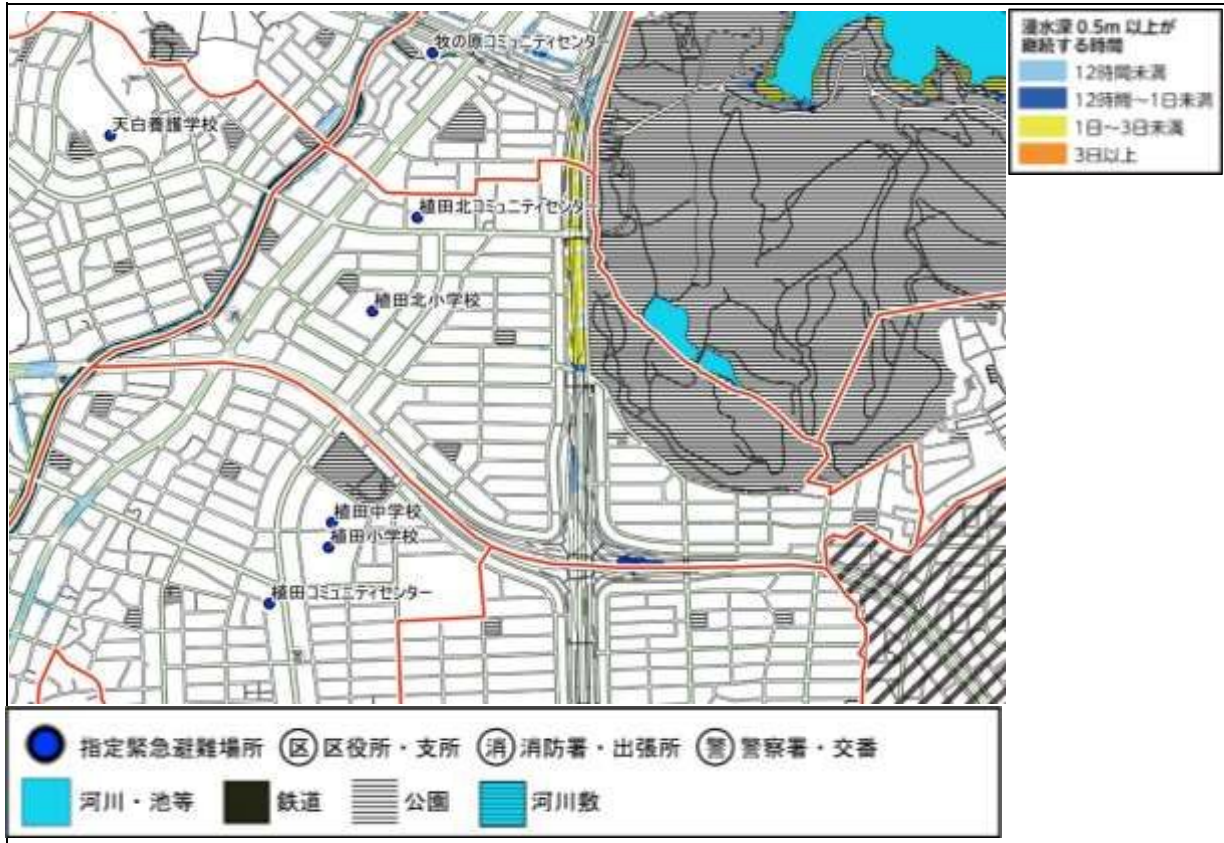 牧の原コミュニティセンター
天白養護学校
植田北コミュニティセンター
植田北小学校
植田中学校
植田小学校
植田コミュニティセンター
浸水深 0.5m 以上が
継続する時間
12時間未満
12時間～1日未満
1日～3日未満
3日以上
指定緊急避難場所 区 区役所・支所 消 消防署・出張所 警 警察署・交番
河川・池等 鉄道 公園 河川敷